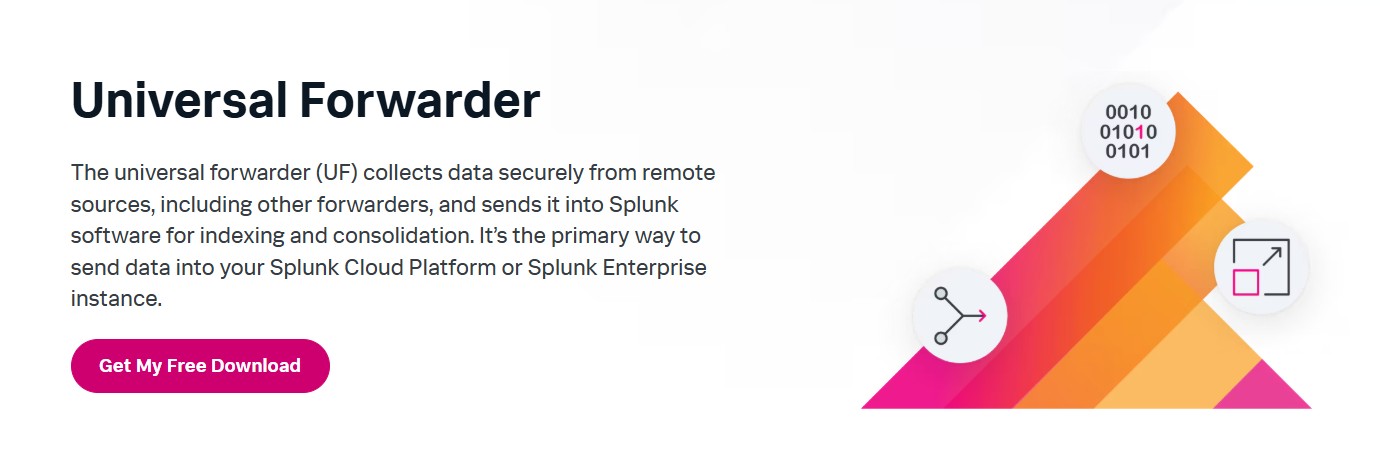 Universal Forwarder
The universal forwarder (UF) collects data securely from remote
sources, including other forwarders, and sends it into Splunk
software for indexing and consolidation. It’s the primary way to
send data into your Splunk Cloud Platform or Splunk Enterprise
instance.
Get My Free Download
0010
01010
0101